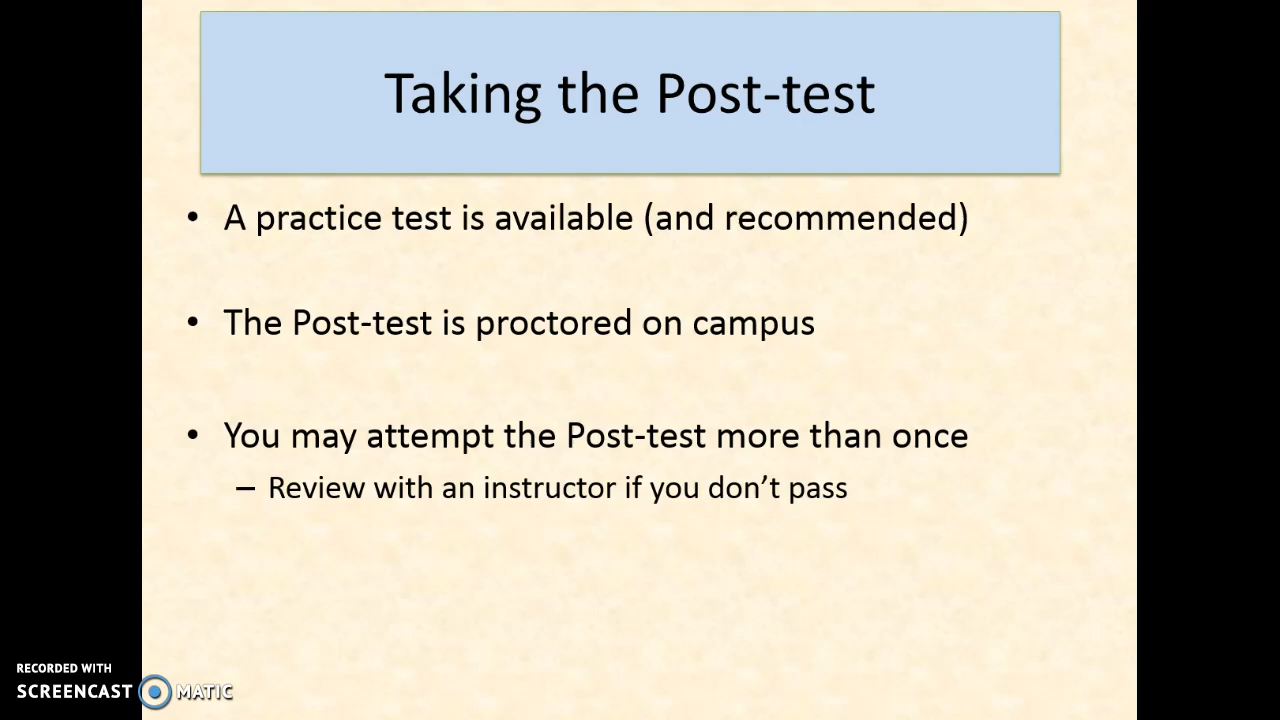 Taking the Post-test
• A practice test is available (and recommended)
• The Post-test is proctored on campus
• You may attempt the Post-test more than once
– Review with an instructor if you don’t pass
RECORDED WITH
SCREENCAST MATIC